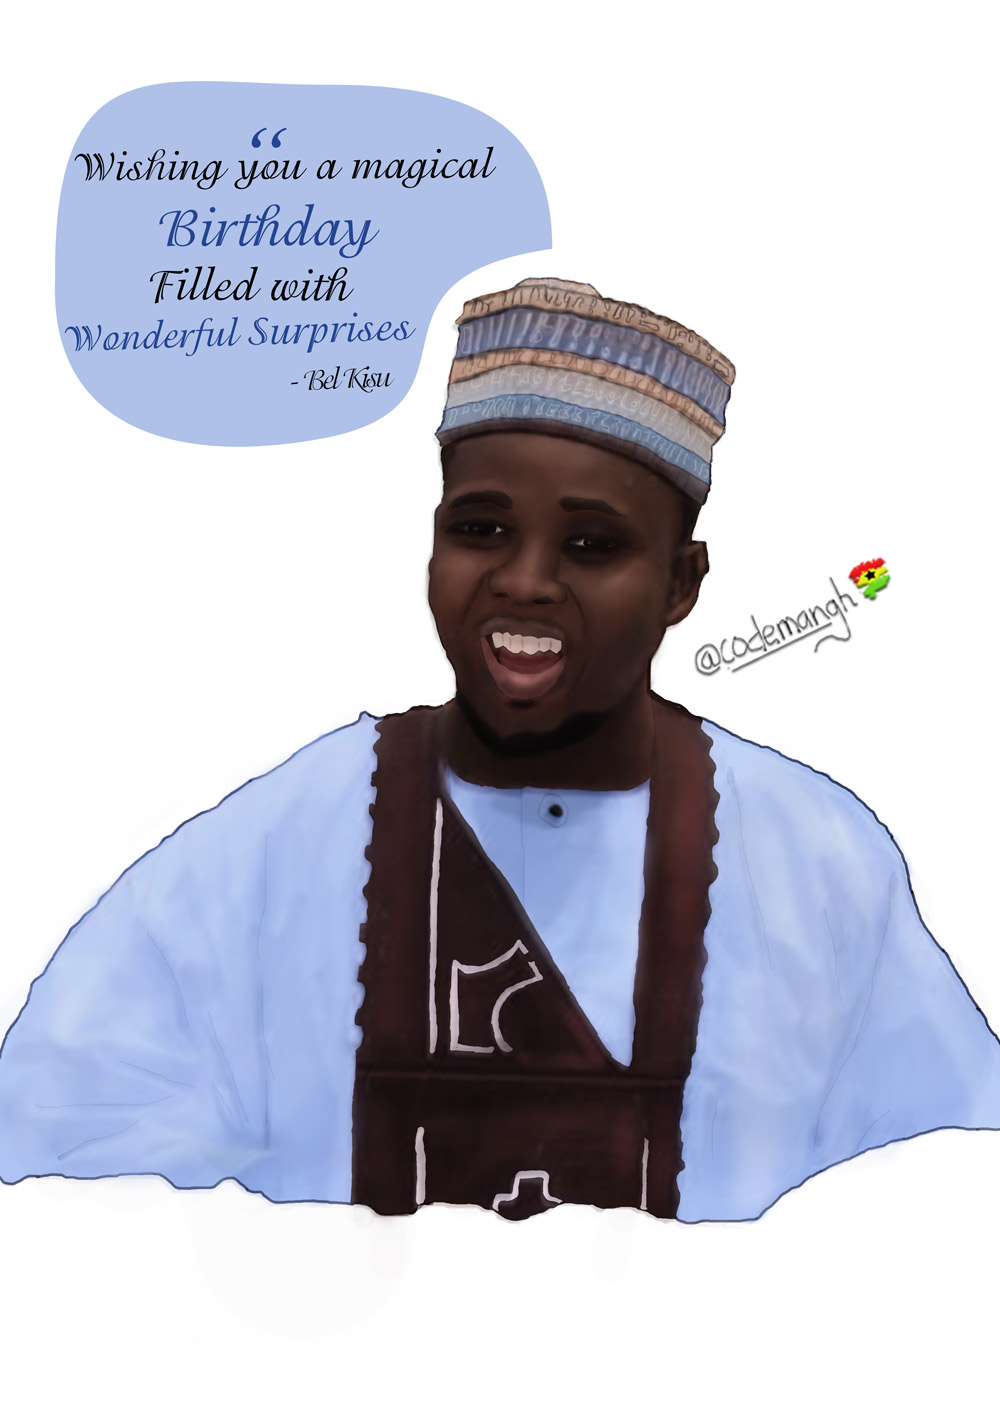 “
Wishing you a magical
Birthday
Filled with
Wonderful Surprises
- Bel Kisu
@codemangh